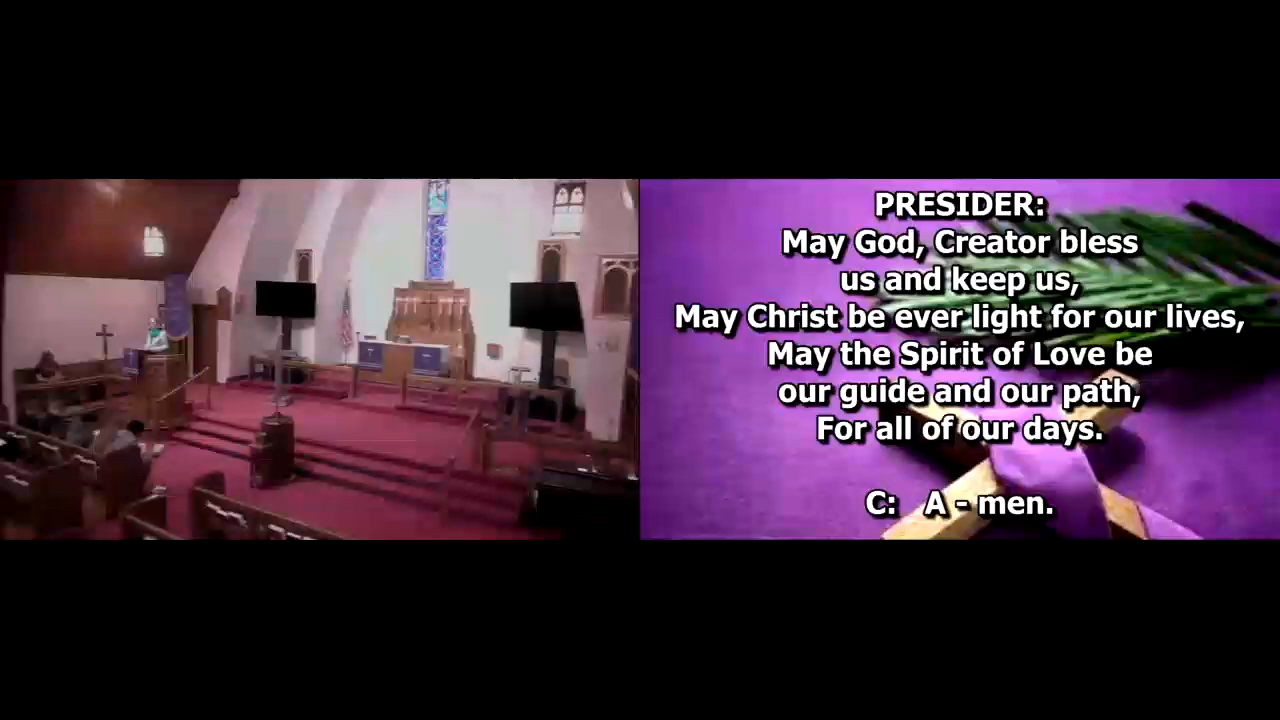 PRESIDER:
May God, Creator bless
us and keep us,
May Christ be ever light for our lives,
May the Spirit of Love be
our guide and our path,
For all of our days.
C: A - men.